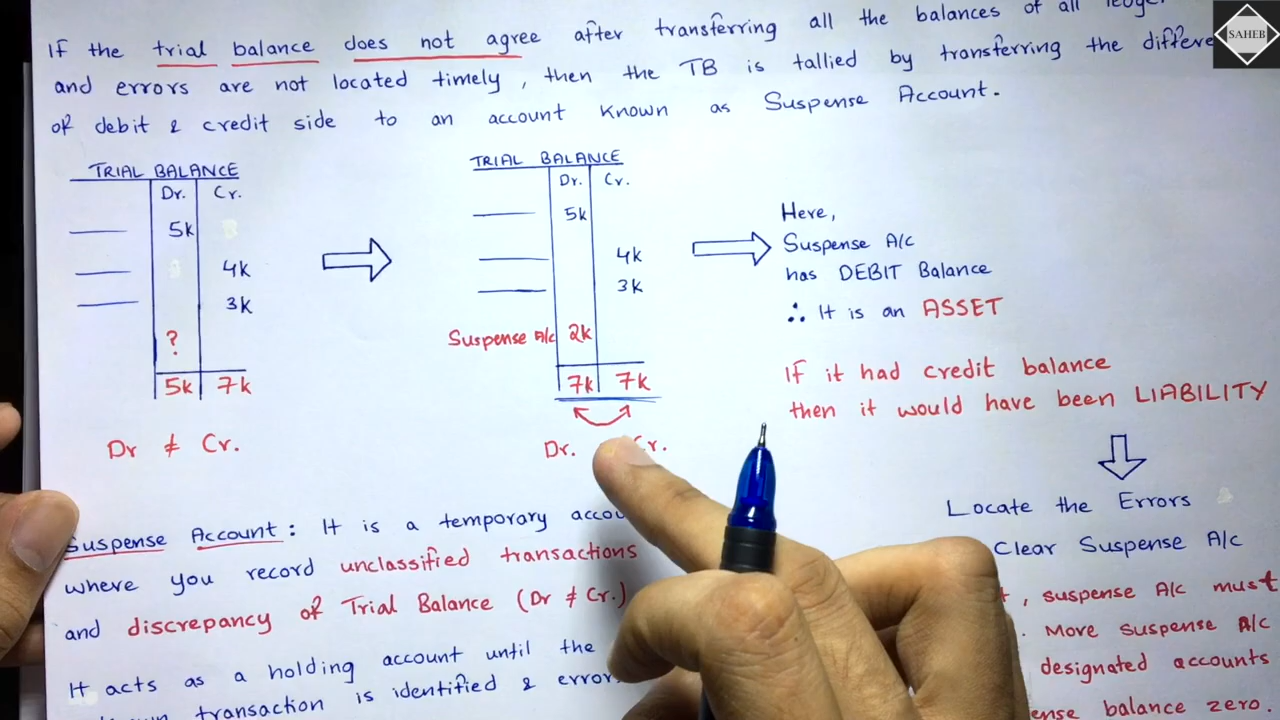 If the trial balance does not agree after transferring all the balances of all
and errors are not located timely, then the TB is tallied by transferring the
of debit & credit side to an account known as Suspense Account.
TRIAL BALANCE
Dr. Cr.
5k
4k
3k
?
5k 7k
Dr ≠ Cr.
TRIAL BALANCE
Dr. Cr.
5k
4k
3k
Suspense A/c 2k
7k 7k
Dr. Cr.
Here,
Suspense A/c
has DEBIT Balance
∴ It is an ASSET
If it had credit balance
then it would have been LIABILITY
Locate the Errors
Clear Suspense A/c
, suspense A/c must
. More suspense A/c
designated accounts
balance zero.
Suspense Account: It is a temporary
where you record unclassified transactions
and discrepancy of Trial Balance (Dr ≠ Cr.)
It acts as a holding account until the
transaction is identified &
SAHEB